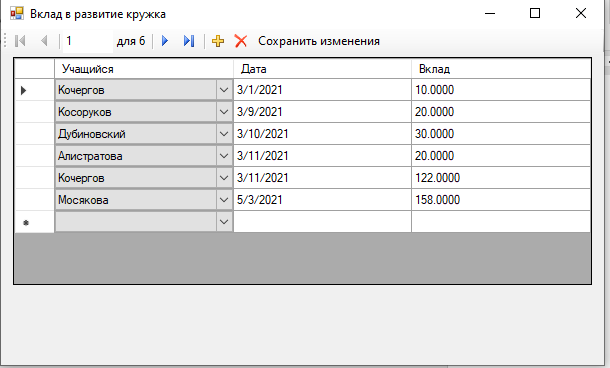 Вклад в развитие кружка
1 для 6 Сохранить изменения
Учащийся Дата Вклад
Кочергов 3/1/2021 10.0000
Косоруков 3/9/2021 20.0000
Дубиновский 3/10/2021 30.0000
Алистратова 3/11/2021 20.0000
Кочергов 3/11/2021 122.0000
Мосякова 5/3/2021 158.0000